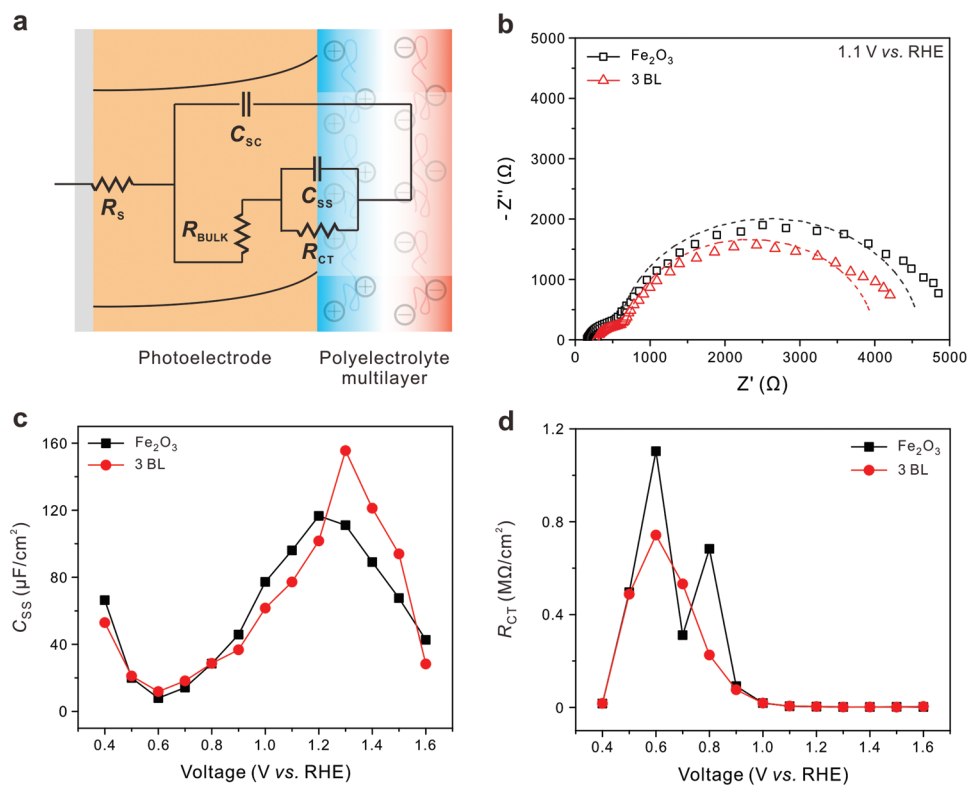 a
C_SC
C_SS
R_S
R_BULK
R_CT
Photoelectrode
Polyelectrolyte
multilayer
b
1.1 V vs. RHE
Fe₂O₃
3 BL
- Z'' (Ω)
5000
4000
3000
2000
1000
0
0 1000 2000 3000 4000 5000
Z' (Ω)
c
Fe₂O₃
3 BL
C_SS (μF/cm²)
160
120
80
40
0
0.4 0.6 0.8 1.0 1.2 1.4 1.6
Voltage (V vs. RHE)
d
Fe₂O₃
3 BL
R_CT (MΩ/cm²)
1.2
0.8
0.4
0
0.4 0.6 0.8 1.0 1.2 1.4 1.6
Voltage (V vs. RHE)